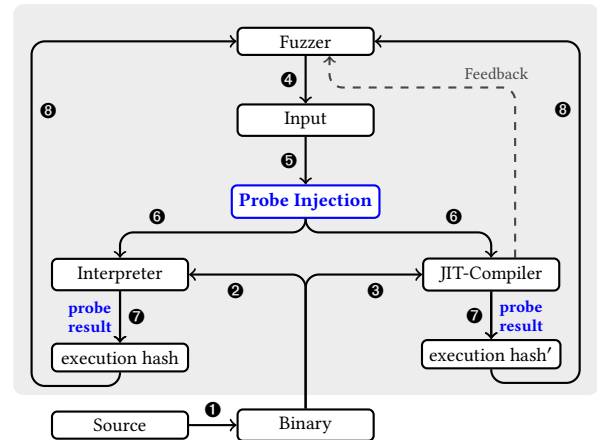 Fuzzer
Feedback
❹
❽
❽
Input
❺
Probe Injection
❻
❻
Interpreter
JIT-Compiler
❷
❸
probe
result
❼
❼
probe
result
execution hash
execution hash′
❶
Source
Binary